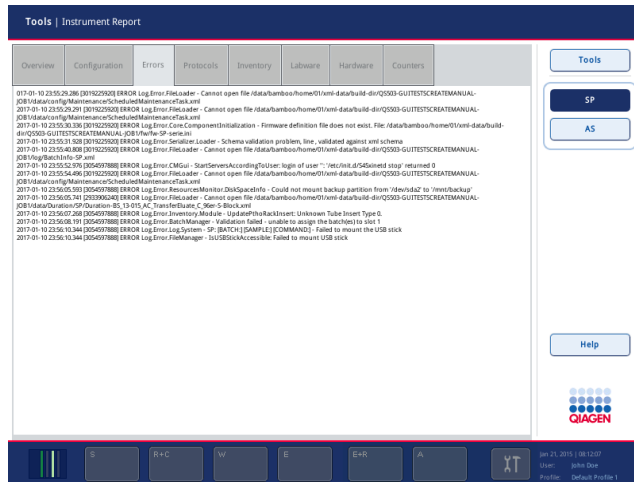 Tools | Instrument Report
Overview
Configuration
Errors
Protocols
Inventory
Labware
Hardware
Counters
Tools
SP
AS
017-01-10 23:55:29.286 [3019225920] ERROR Log.Error.FileLoader - Cannot open file /data/bamboo/home/01/xml-data/build-dir/QS503-GUITESTSCREATEMANUAL-
JOB1/data/config/Maintenance/ScheduledMaintenanceTask.xml
2017-01-10 23:55:29.291 [3019225920] ERROR Log.Error.FileLoader - Cannot open file /data/bamboo/home/01/xml-data/build-dir/QS503-GUITESTSCREATEMANUAL-
JOB1/data/config/Maintenance/ScheduledMaintenanceTask.xml
2017-01-10 23:55:30.336 [3019225920] ERROR Log.Error.Core.ComponentInitialization - Firmware definition file does not exist. File: /data/bamboo/home/01/xml-data/build-
dir/QS503-GUITESTSCREATEMANUAL-JOB1/fw/fw-SP-serie.ini
2017-01-10 23:55:31.928 [3019225920] ERROR Log.Error.Serializer.Loader - Schema validation problem, line , validated against xml schema
2017-01-10 23:55:40.808 [3019225920] ERROR Log.Error.FileLoader - Cannot open file /data/bamboo/home/01/xml-data/build-dir/QS503-GUITESTSCREATEMANUAL-
JOB1/log/BatchInfo-SP.xml
2017-01-10 23:55:52.976 [3054597888] ERROR Log.Error.CMGui - StartServersAccordingToUser: login of user '': '/etc/init.d/S45xinetd stop' returned 0
2017-01-10 23:55:54.496 [3054597888] ERROR Log.Error.FileLoader - Cannot open file /data/bamboo/home/01/xml-data/build-dir/QS503-GUITESTSCREATEMANUAL-
JOB1/data/config/Maintenance/ScheduledMaintenanceTask.xml
2017-01-10 23:56:05.593 [3054597888] ERROR Log.Error.ResourcesMonitor.DiskSpaceInfo - Could not mount backup partition from '/dev/sda2' to '/mnt/backup'
2017-01-10 23:56:05.741 [2933906240] ERROR Log.Error.FileLoader - Cannot open file /data/bamboo/home/01/xml-data/build-dir/QS503-GUITESTSCREATEMANUAL-
JOB1/data/Duration/SP/Duration-BS_13-015_AC_TransferEluate_C_96er-S-Block.xml
2017-01-10 23:56:07.268 [3054597888] ERROR Log.Error.Inventory.Module - UpdatePthoRackInsert: Unknown Tube Insert Type 0.
2017-01-10 23:56:08.191 [3054597888] ERROR Log.Error.BatchManager - Validation failed - unable to assign the batch(es) to slot 1
2017-01-10 23:56:10.344 [3054597888] ERROR Log.Error.Log.System - SP: [BATCH:] [SAMPLE:] [COMMAND:] - Failed to mount the USB stick
2017-01-10 23:56:10.344 [3054597888] ERROR Log.Error.FileManager - IsUSBStickAccessible: Failed to mount USB stick
Help
QIAGEN
S
R+C
W
E
E+R
A
Jan 21, 2015 | 08:12:07
User: John Doe
Profile: Default Profile 1